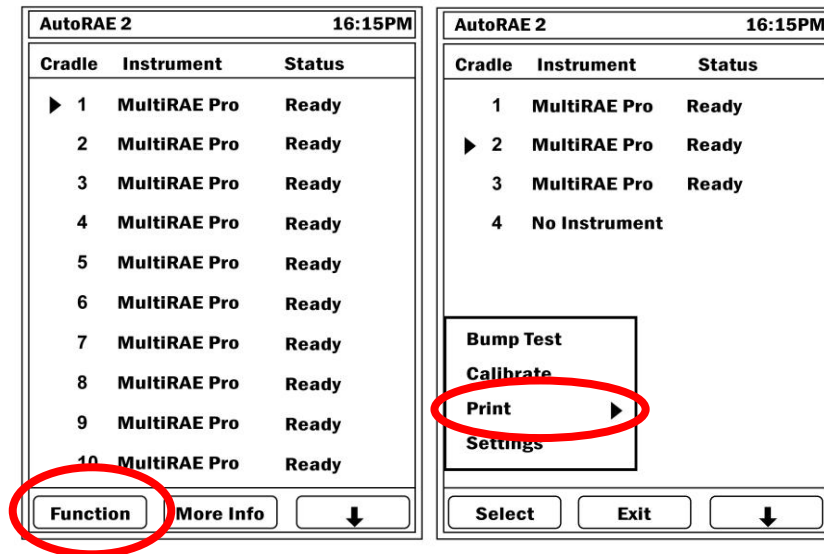 AutoRAE 2 16:15PM
Cradle Instrument Status
1 MultiRAE Pro Ready
2 MultiRAE Pro Ready
3 MultiRAE Pro Ready
4 MultiRAE Pro Ready
5 MultiRAE Pro Ready
6 MultiRAE Pro Ready
7 MultiRAE Pro Ready
8 MultiRAE Pro Ready
9 MultiRAE Pro Ready
10 MultiRAE Pro Ready
Function More Info
AutoRAE 2 16:15PM
Cradle Instrument Status
1 MultiRAE Pro Ready
2 MultiRAE Pro Ready
3 MultiRAE Pro Ready
4 No Instrument
Bump Test
Calibrate
Print
Settings
Select Exit